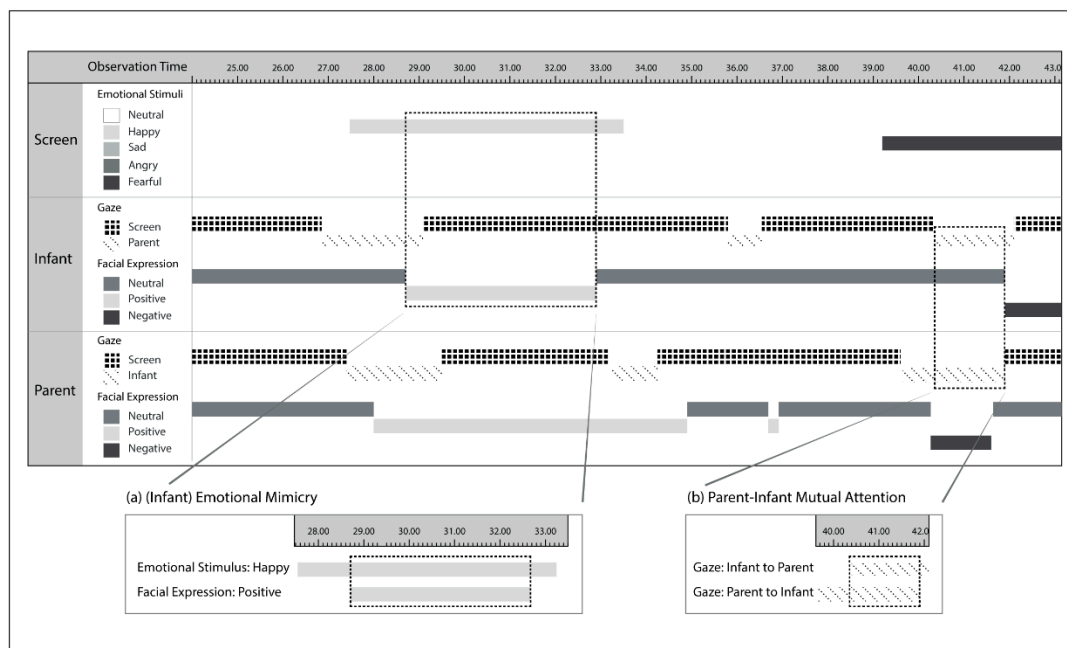 Observation Time 25.00 26.00 27.00 28.00 29.00 30.00 31.00 32.00 33.00 34.00 35.00 36.00 37.00 38.00 39.00 40.00 41.00 42.00 43.0
Screen
Emotional Stimuli
Neutral
Happy
Sad
Angry
Fearful
Infant
Gaze
Screen
Parent
Facial Expression
Neutral
Positive
Negative
Parent
Gaze
Screen
Infant
Facial Expression
Neutral
Positive
Negative
(a) (Infant) Emotional Mimicry
28.00 29.00 30.00 31.00 32.00 33.00
Emotional Stimulus: Happy
Facial Expression: Positive
(b) Parent-Infant Mutual Attention
40.00 41.00 42.0
Gaze: Infant to Parent
Gaze: Parent to Infant